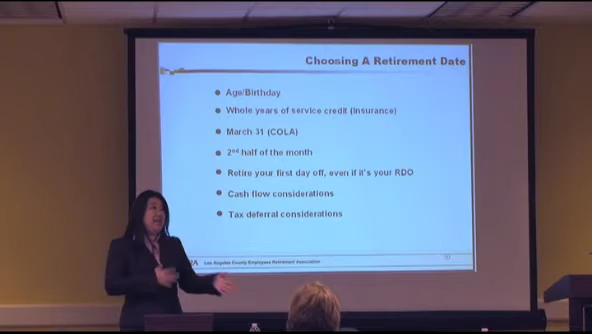 Choosing A Retirement Date
Age/Birthday
Whole years of service credit (Insurance)
March 31 (COLA)
2nd half of the month
Retire your first day off, even if it's your RDO
Cash flow considerations
Tax deferral considerations
Los Angeles County Employees Retirement Association